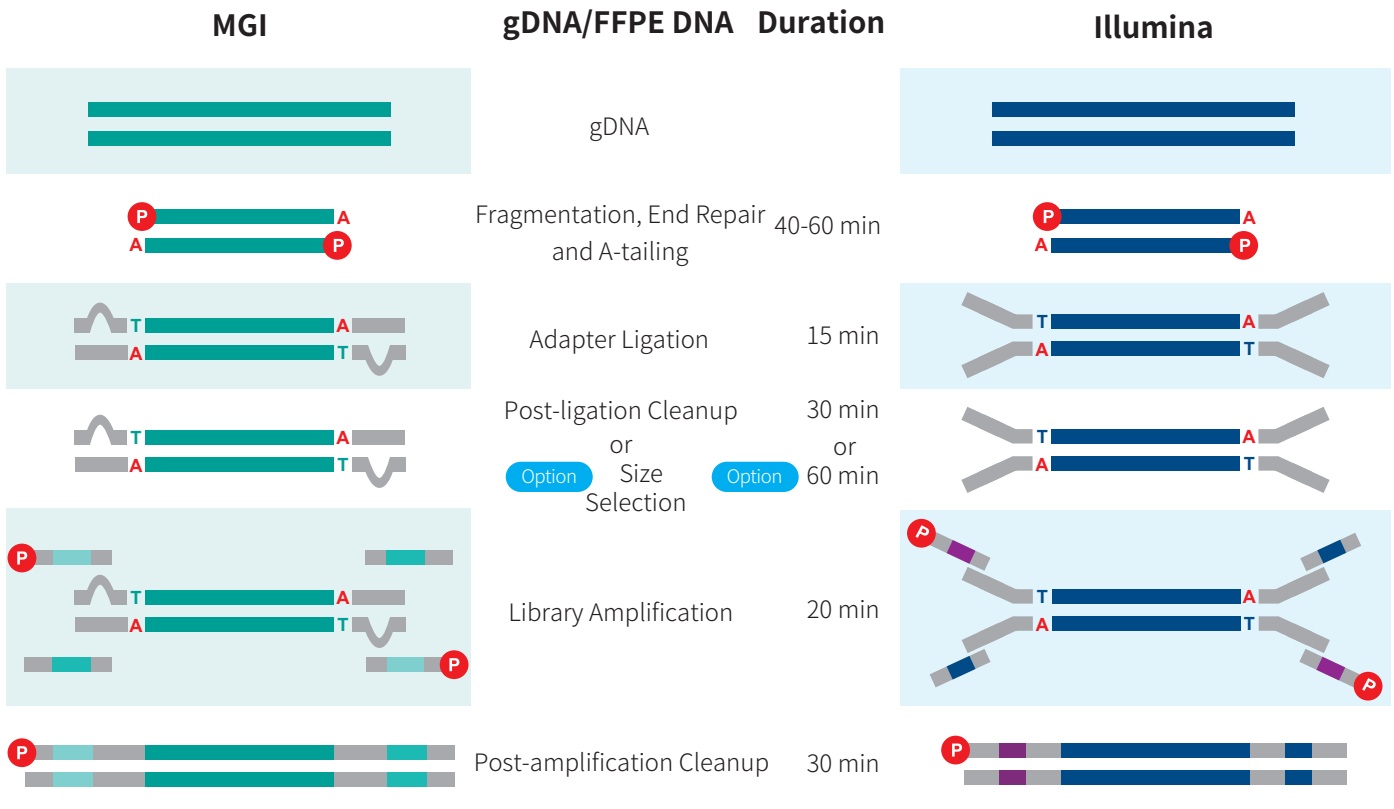 MGI gDNA/FFPE DNA Duration Illumina
gDNA
P A Fragmentation, End Repair 40-60 min P A
A P and A-tailing A P
T A Adapter Ligation 15 min T A
A T A T
Post-ligation Cleanup 30 min
T A or or T A
A T Option Size Option 60 min A T
Selection
P P
T A Library Amplification 20 min T A
A T A T
P P
P Post-amplification Cleanup 30 min P